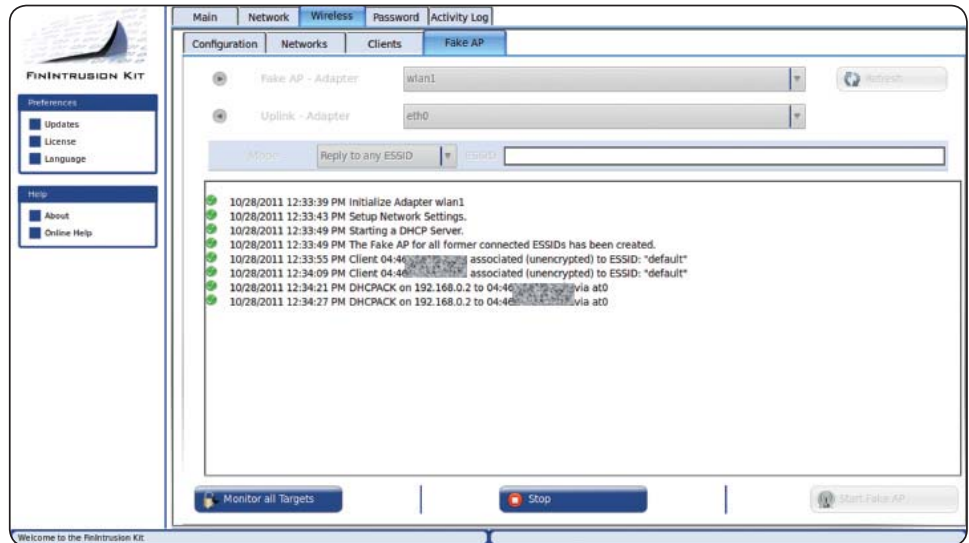 Main Network Wireless Password Activity Log
Configuration Networks Clients Fake AP
FinIntrusion Kit
Preferences
Updates
License
Language
Help
About
Online Help
Fake AP - Adapter wlan1 Refresh
Uplink - Adapter eth0
Mode Reply to any ESSID ESSID
10/28/2011 12:33:39 PM Initialize Adapter wlan1
10/28/2011 12:33:43 PM Setup Network Settings.
10/28/2011 12:33:49 PM Starting a DHCP Server.
10/28/2011 12:33:49 PM The Fake AP for all former connected ESSIDs has been created.
10/28/2011 12:33:55 PM Client 04:46 associated (unencrypted) to ESSID: "default"
10/28/2011 12:34:09 PM Client 04:46 associated (unencrypted) to ESSID: "default"
10/28/2011 12:34:21 PM DHCPACK on 192.168.0.2 to 04:46 via at0
10/28/2011 12:34:27 PM DHCPACK on 192.168.0.2 to 04:46 via at0
Monitor all Targets Stop Start Fake AP
Welcome to the FinIntrusion Kit